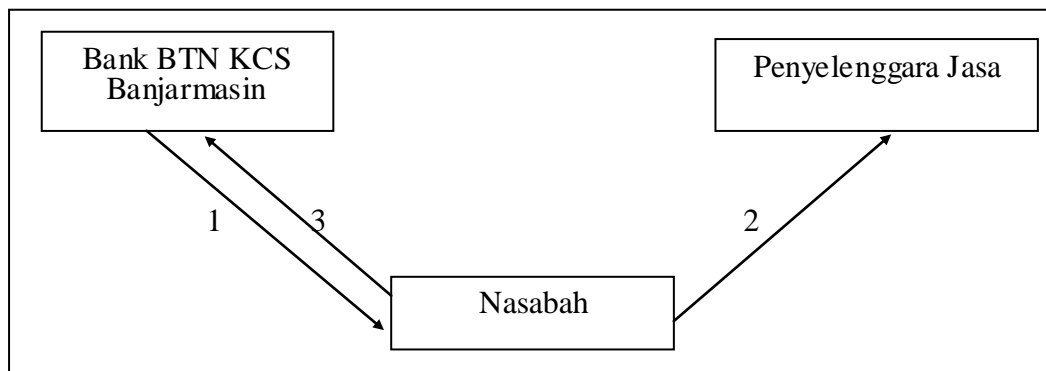 Bank BTN KCS
Banjarmasin
Penyelenggara Jasa
1
3
2
Nasabah